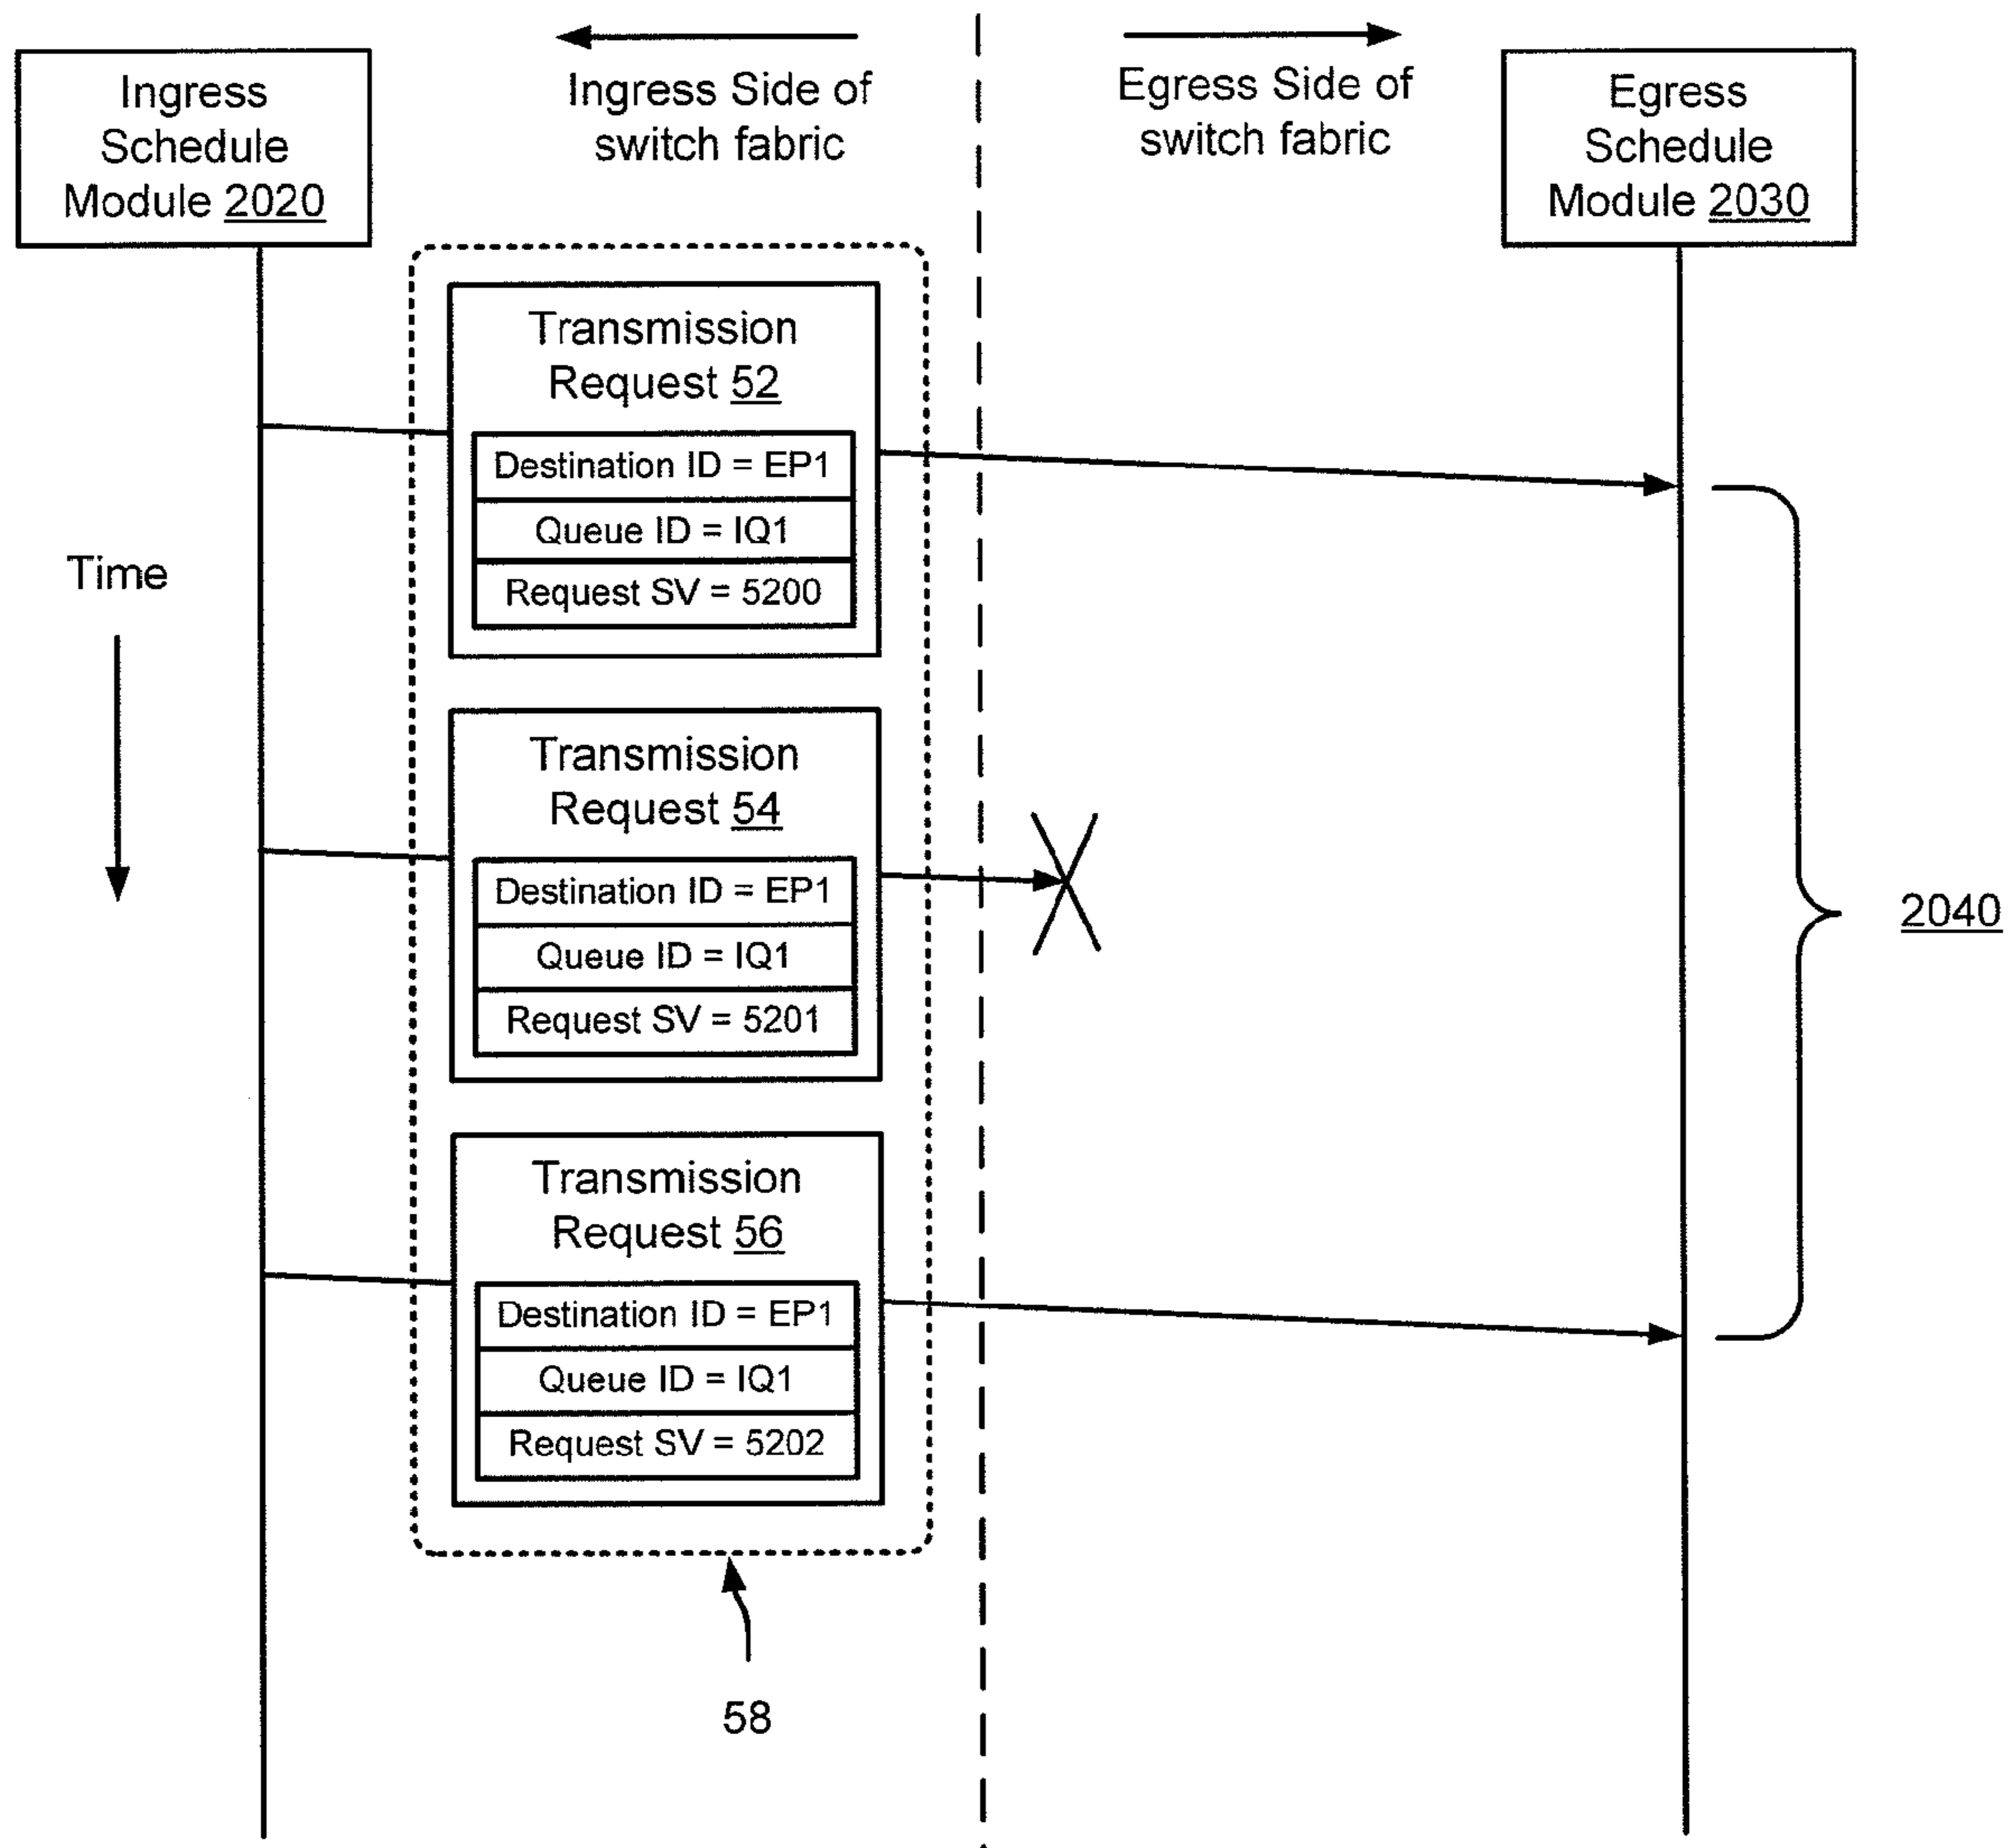 Ingress
Schedule
Module 2020
Ingress Side of
switch fabric
Egress Side of
switch fabric
Egress
Schedule
Module 2030
Time
Transmission
Request 52
Destination ID = EP1
Queue ID = IQ1
Request SV = 5200
Transmission
Request 54
Destination ID = EP1
Queue ID = IQ1
Request SV = 5201
Transmission
Request 56
Destination ID = EP1
Queue ID = IQ1
Request SV = 5202
2040
58